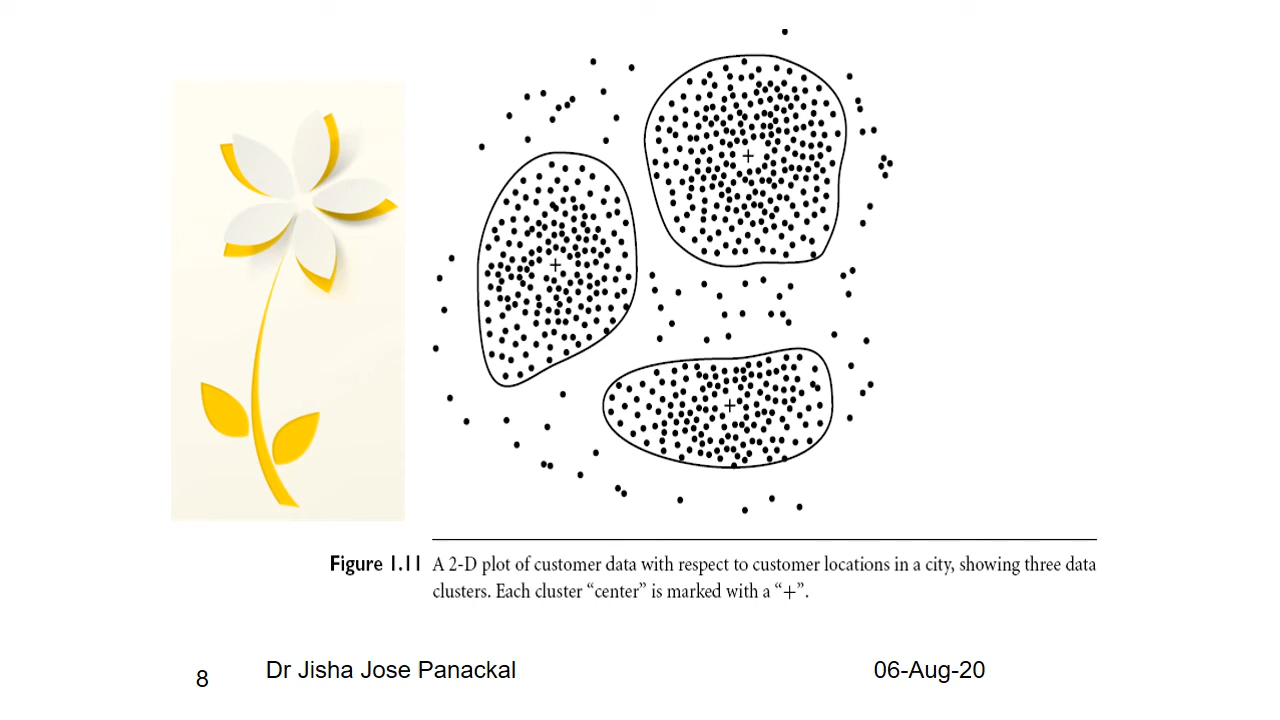 Figure 1.11 A 2-D plot of customer data with respect to customer locations in a city, showing three data
clusters. Each cluster “center” is marked with a “+”.
8 Dr Jisha Jose Panackal 06-Aug-20